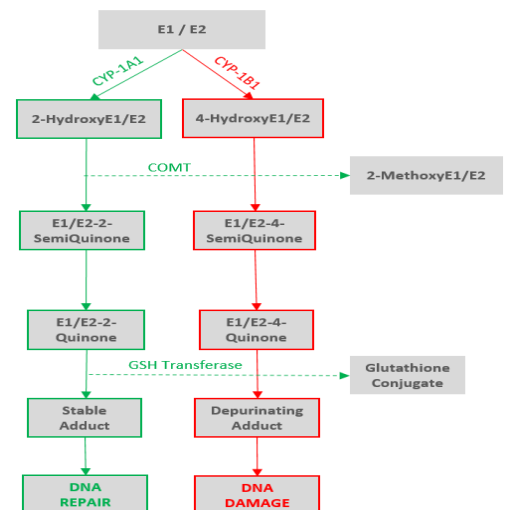 E1 / E2
CYP-1A1
CYP-1B1
2-HydroxyE1/E2
4-HydroxyE1/E2
COMT
2-MethoxyE1/E2
E1/E2-2-
SemiQuinone
E1/E2-4-
SemiQuinone
E1/E2-2-
Quinone
E1/E2-4-
Quinone
GSH Transferase
Glutathione
Conjugate
Stable
Adduct
Depurinating
Adduct
DNA
REPAIR
DNA
DAMAGE